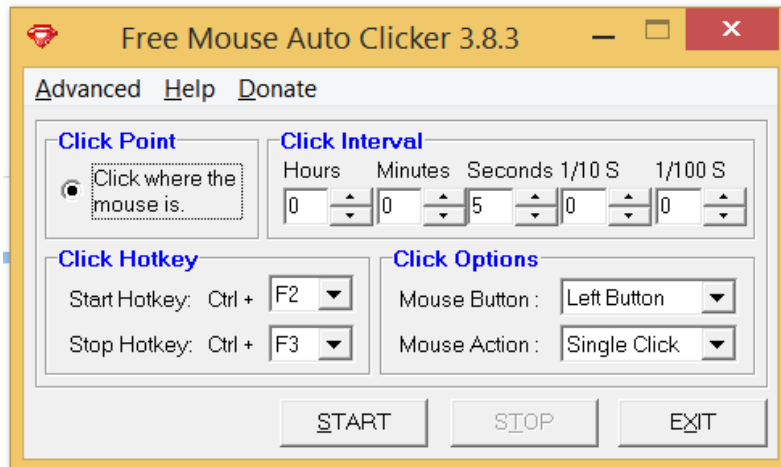 Free Mouse Auto Clicker 3.8.3
Advanced Help Donate
Click Point
Click where the
mouse is.
Click Interval
Hours Minutes Seconds 1/10 S 1/100 S
0 0 5 0 0
Click Hotkey
Start Hotkey: Ctrl + F2
Stop Hotkey: Ctrl + F3
Click Options
Mouse Button : Left Button
Mouse Action : Single Click
START STOP EXIT